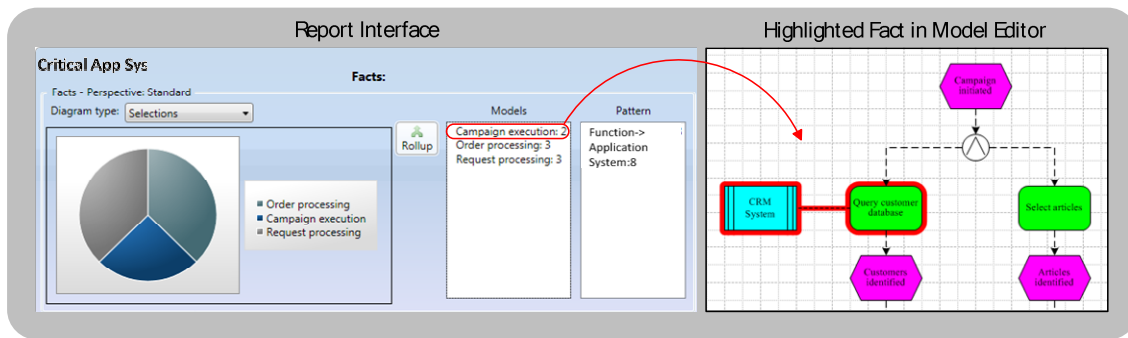 Report Interface
Highlighted Fact in Model Editor
Critical App Sys
Facts:
Facts - Perspective: Standard
Diagram type:
Selections
Order processing
Campaign execution
Request processing
Rollup
Models
Campaign execution: 2
Order processing: 3
Request processing: 3
Pattern
Function->
Application
System:8
Campaign
initiated
CRM
System
Query customer
database
Select articles
Customers
identified
Articles
identified